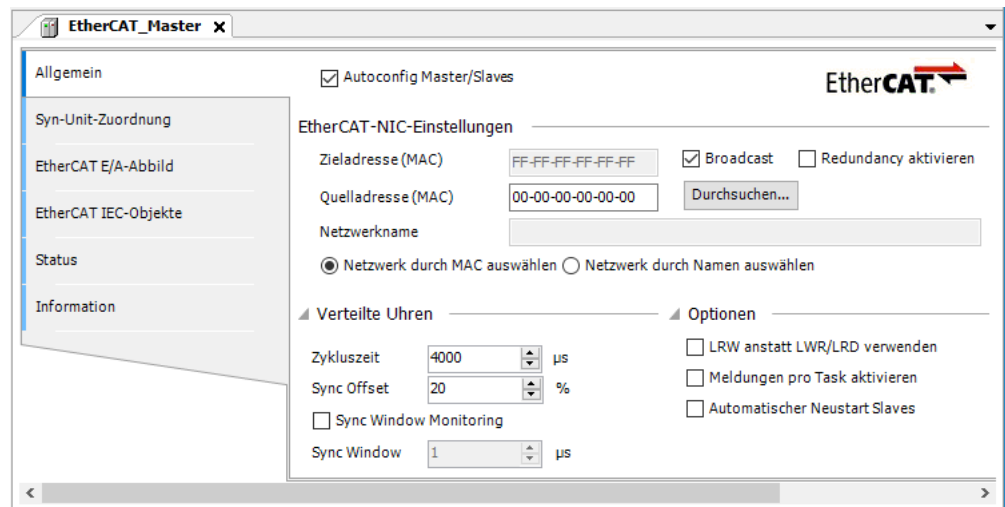 EtherCAT_Master x
Allgemein
Syn-Unit-Zuordnung
EtherCAT E/A-Abbild
EtherCAT IEC-Objekte
Status
Information
Autoconfig Master/Slaves
EtherCAT®
EtherCAT-NIC-Einstellungen
Zieladresse (MAC) FF-FF-FF-FF-FF-FF Broadcast Redundancy aktivieren
Quelladresse (MAC) 00-00-00-00-00-00 Durchsuchen...
Netzwerkname
Netzwerk durch MAC auswählen Netzwerk durch Namen auswählen
Verteilte Uhren
Zykluszeit 4000 µs
Sync Offset 20 %
Sync Window Monitoring
Sync Window 1 µs
Optionen
LRW anstatt LWR/LRD verwenden
Meldungen pro Task aktivieren
Automatischer Neustart Slaves